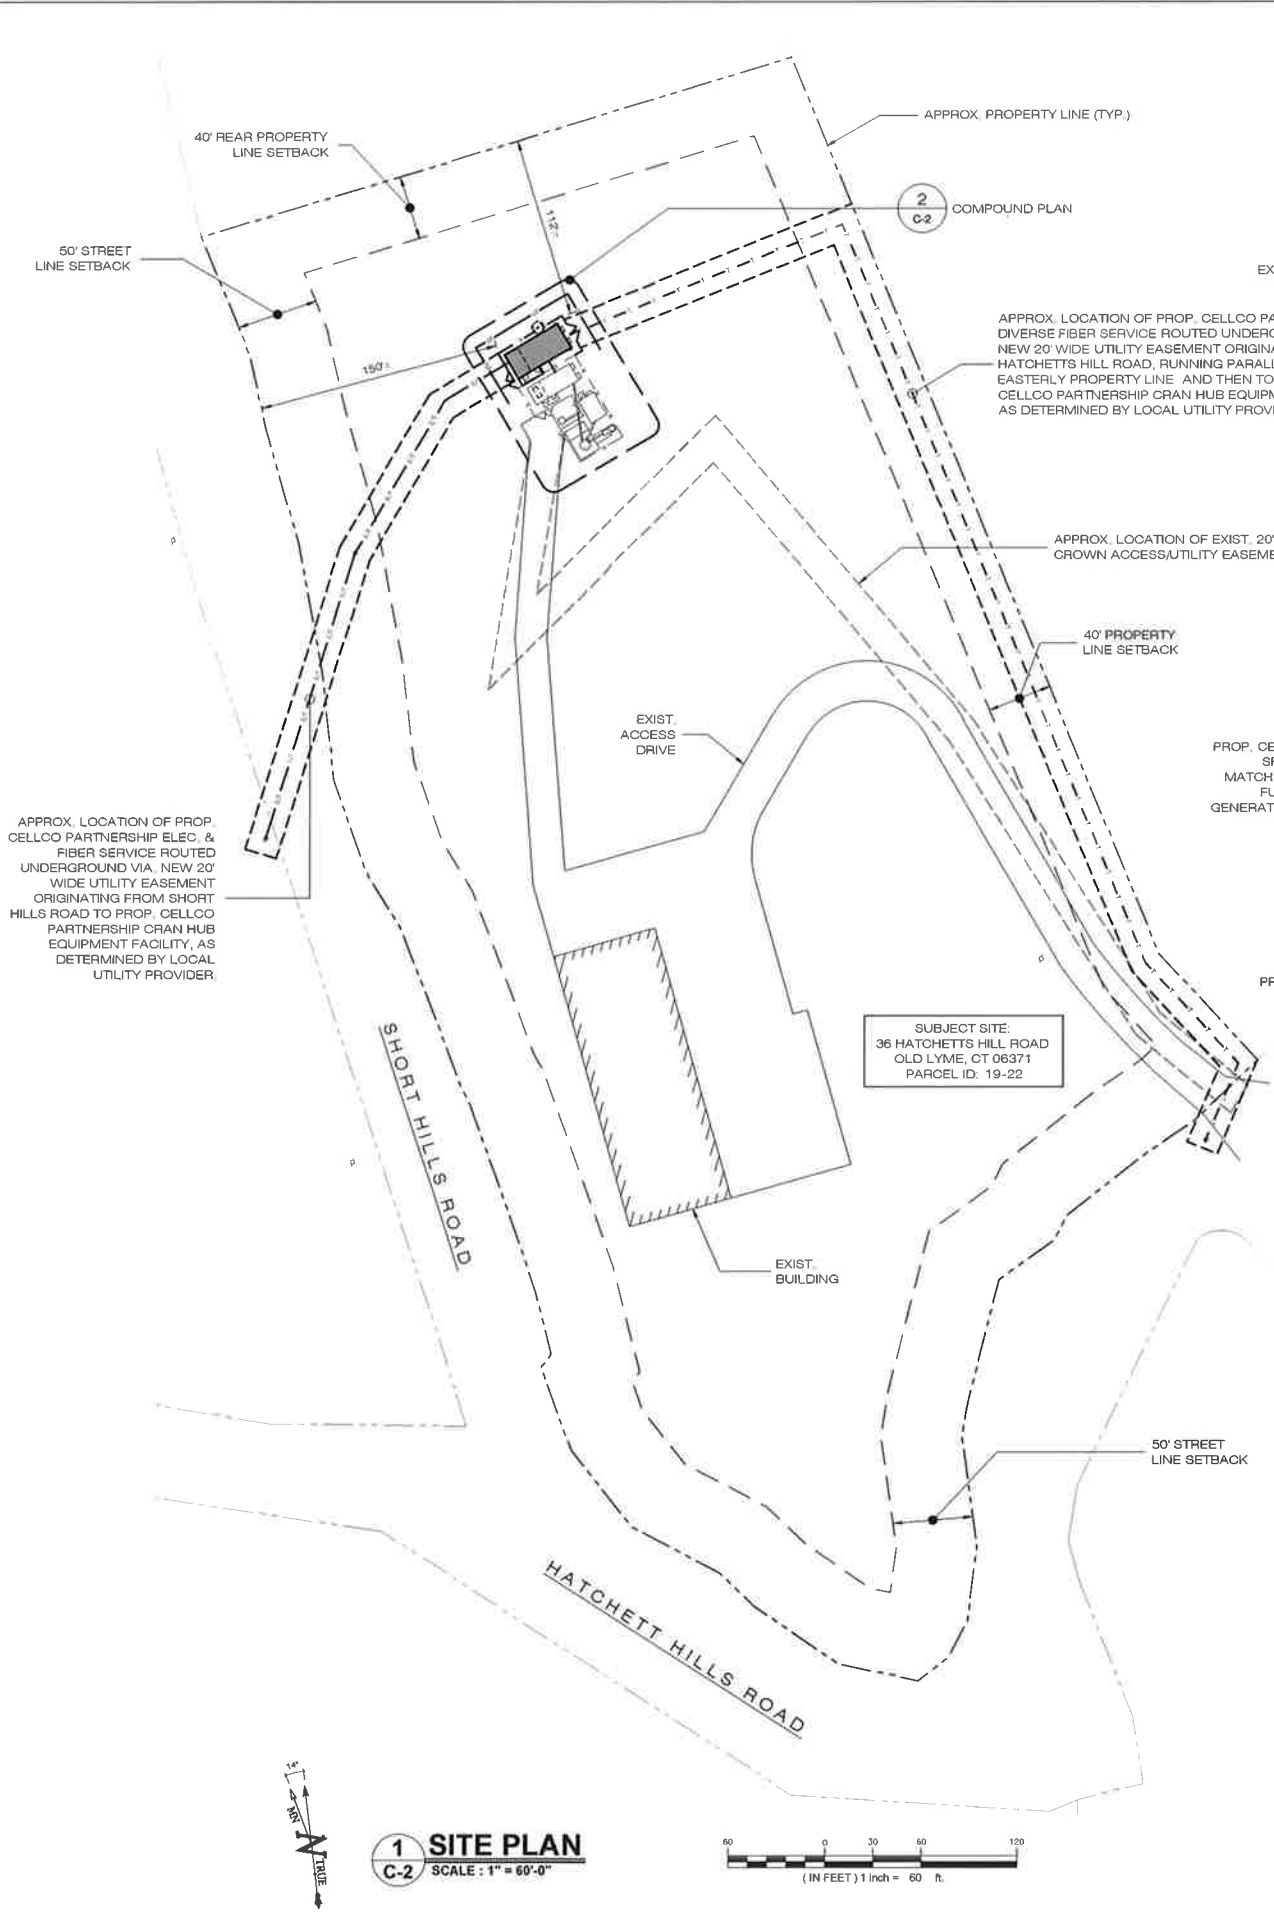 40' REAR PROPERTY
LINE SETBACK
APPROX. PROPERTY LINE (TYP.)
2
C-2
COMPOUND PLAN
50' STREET
LINE SETBACK
112'±
150'±
EX
APPROX. LOCATION OF PROP. CELLCO PA
DIVERSE FIBER SERVICE ROUTED UNDERG
NEW 20' WIDE UTILITY EASEMENT ORIGINA
HATCHETTS HILL ROAD, RUNNING PARALL
EASTERLY PROPERTY LINE AND THEN TO
CELLCO PARTNERSHIP CRAN HUB EQUIPM
AS DETERMINED BY LOCAL UTILITY PROVI
APPROX. LOCATION OF EXIST. 20'
CROWN ACCESS/UTILITY EASEME
40' PROPERTY
LINE SETBACK
EXIST.
ACCESS
DRIVE
PROP. CE
SF
MATCH
FU
GENERAT
APPROX. LOCATION OF PROP.
CELLCO PARTNERSHIP ELEC. &
FIBER SERVICE ROUTED
UNDERGROUND VIA. NEW 20'
WIDE UTILITY EASEMENT
ORIGINATING FROM SHORT
HILLS ROAD TO PROP. CELLCO
PARTNERSHIP CRAN HUB
EQUIPMENT FACILITY, AS
DETERMINED BY LOCAL
UTILITY PROVIDER.
SUBJECT SITE:
36 HATCHETTS HILL ROAD
OLD LYME, CT 06371
PARCEL ID: 19-22
SHORT HILLS ROAD
EXIST.
BUILDING
50' STREET
LINE SETBACK
HATCHETT HILLS ROAD
14°
MN
N
TRUE
1
C-2
SITE PLAN
SCALE : 1" = 60'-0"
60 0 30 60 120
( IN FEET ) 1 inch = 60 ft.